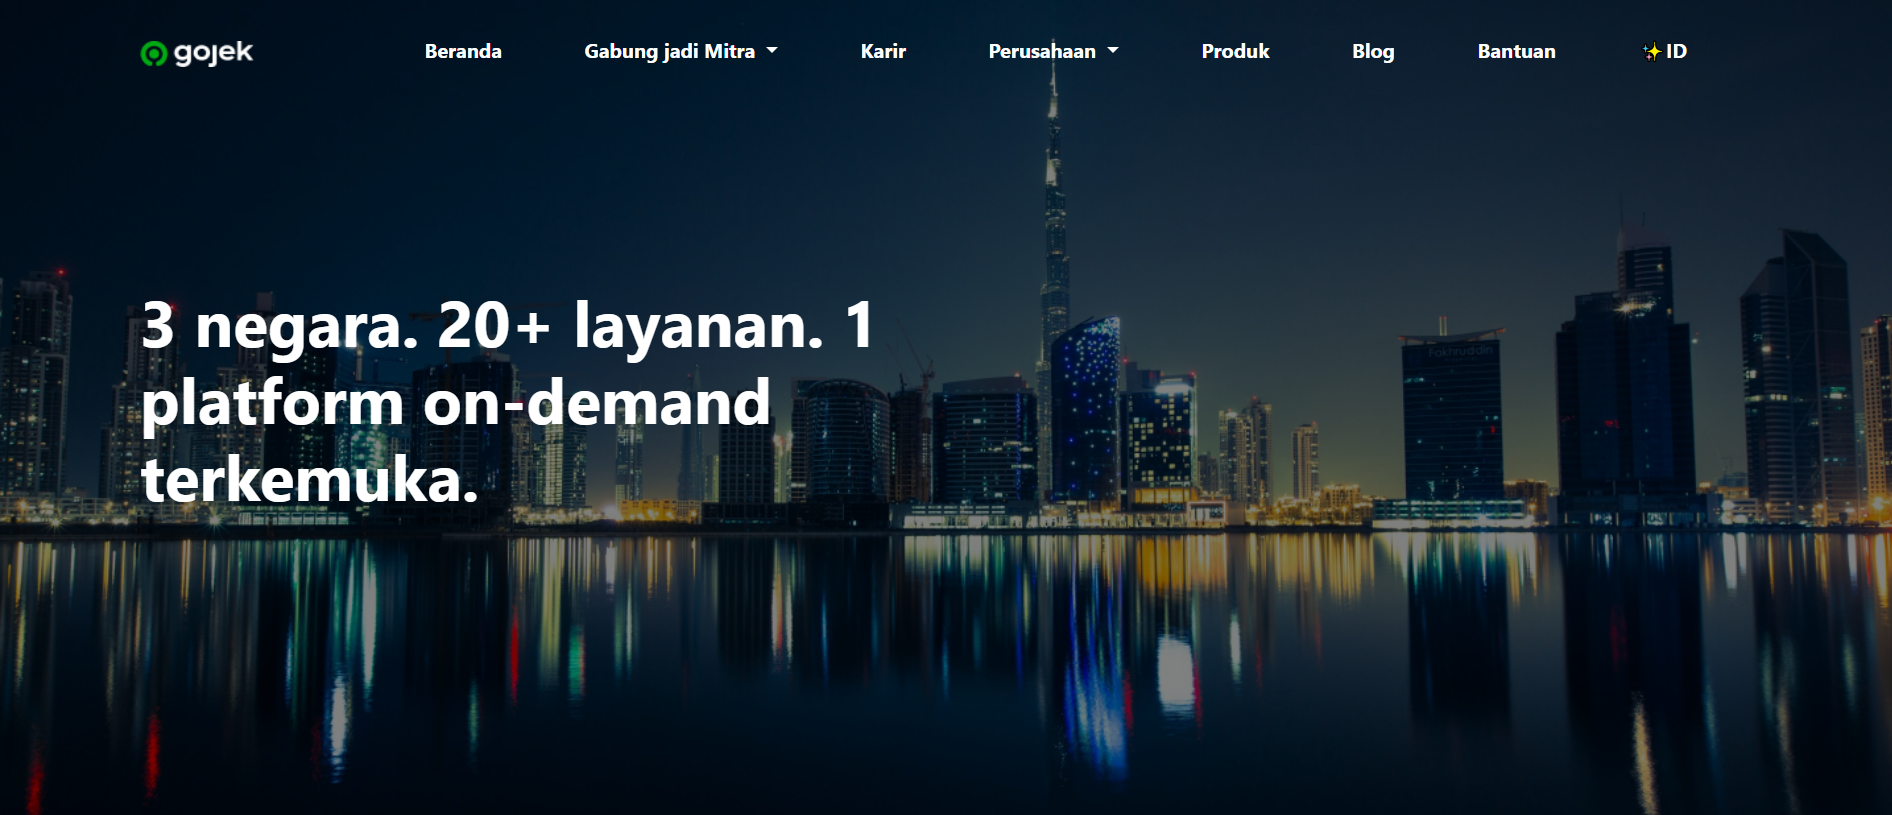 gojek
Beranda
Gabung jadi Mitra
Karir
Perusahaan
Produk
Blog
Bantuan
✨ID
3 negara. 20+ layanan. 1
platform on-demand
terkemuka.
Fakhruddin